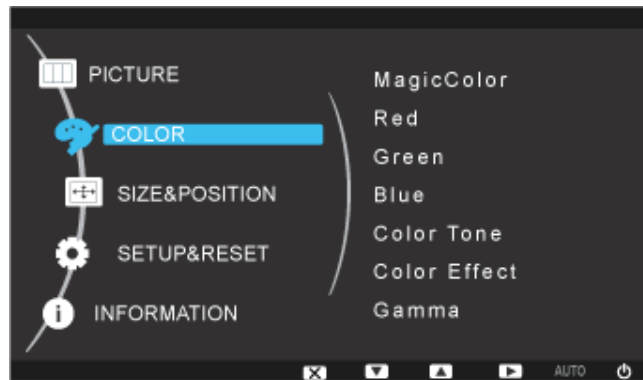 PICTURE
COLOR
SIZE&POSITION
SETUP&RESET
INFORMATION
MagicColor
Red
Green
Blue
Color Tone
Color Effect
Gamma
AUTO